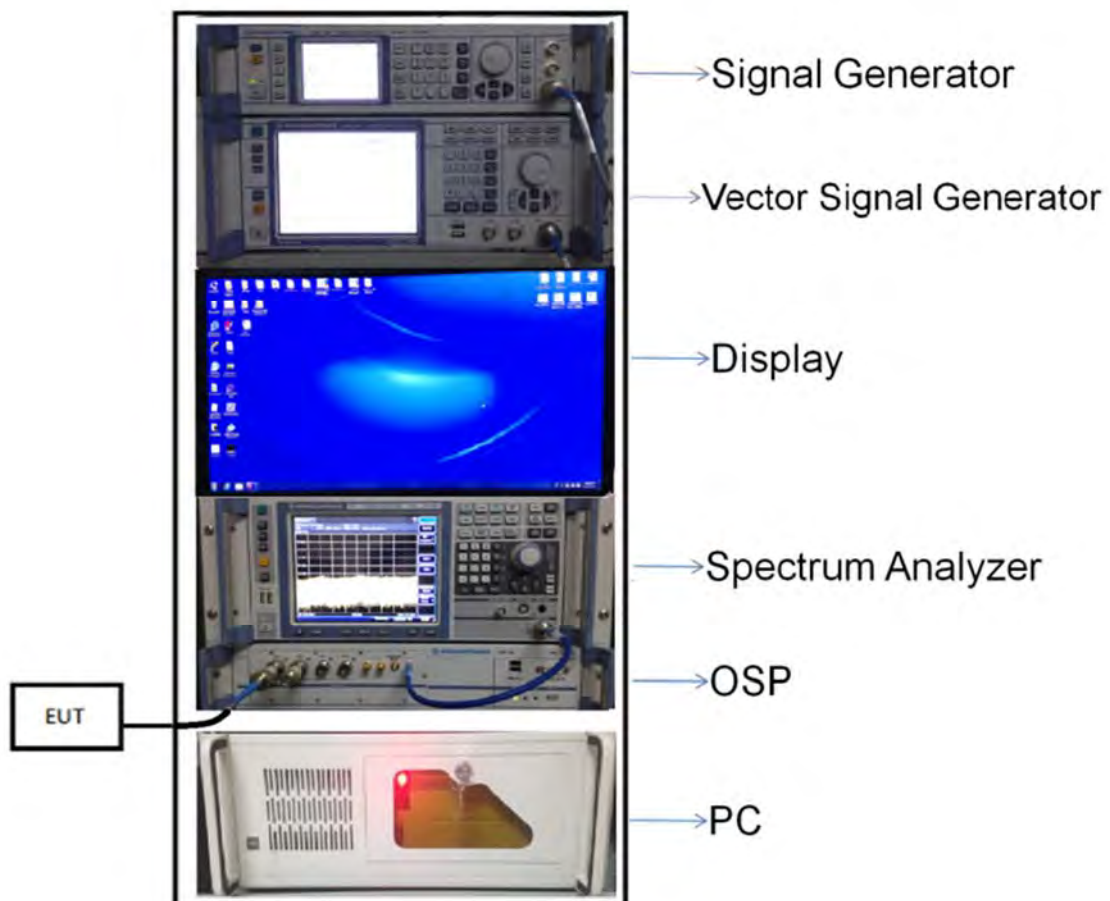 Signal Generator
Vector Signal Generator
Display
Spectrum Analyzer
OSP
EUT
PC